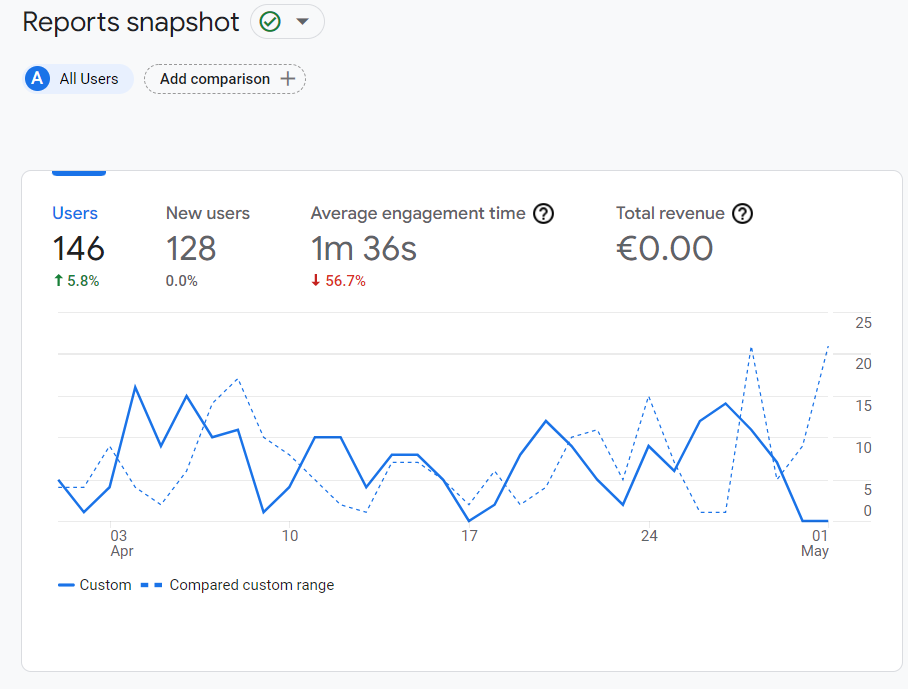 Reports snapshot
A All Users Add comparison +
Users New users Average engagement time ? Total revenue ?
146 128 1m 36s €0.00
↑ 5.8% 0.0% ↓ 56.7%
25
20
15
10
5
0
03 10 17 24 01
Apr May
Custom Compared custom range